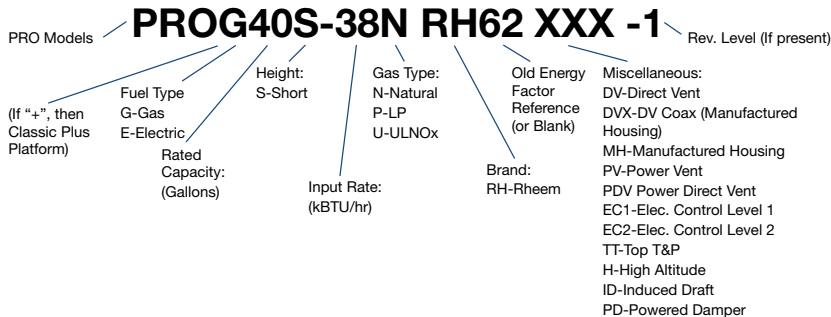 PRO Models
PROG40S-38N RH62 XXX -1
Rev. Level (If present)
(If “+”, then
Classic Plus
Platform)
Fuel Type
G-Gas
E-Electric
Rated
Capacity:
(Gallons)
Height:
S-Short
Input Rate:
(kBTU/hr)
Gas Type:
N-Natural
P-LP
U-ULNOx
Brand:
RH-Rheem
Old Energy
Factor
Reference
(or Blank)
Miscellaneous:
DV-Direct Vent
DVX-DV Coax (Manufactured
Housing)
MH-Manufactured Housing
PV-Power Vent
PDV Power Direct Vent
EC1-Elec. Control Level 1
EC2-Elec. Control Level 2
TT-Top T&P
H-High Altitude
ID-Induced Draft
PD-Powered Damper